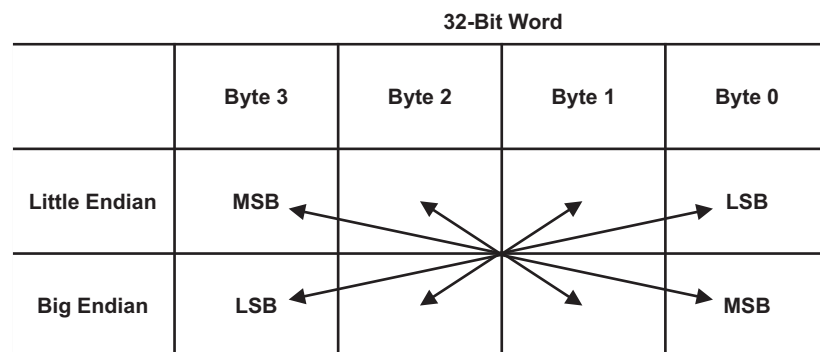 32-Bit Word
Byte 3 Byte 2 Byte 1 Byte 0
Little Endian MSB LSB
Big Endian LSB MSB